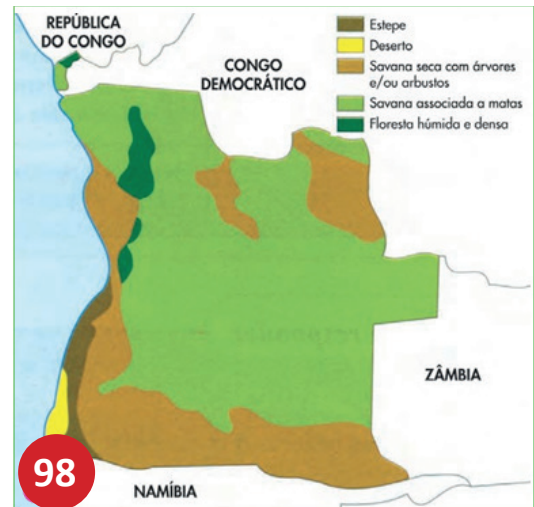 REPÚBLICA
DO CONGO
CONGO
DEMOCRÁTICO
Estepe
Deserto
Savana seca com árvores
e/ou arbustos
Savana associada a matas
Floresta húmida e densa
ZÂMBIA
98
NAMÍBIA